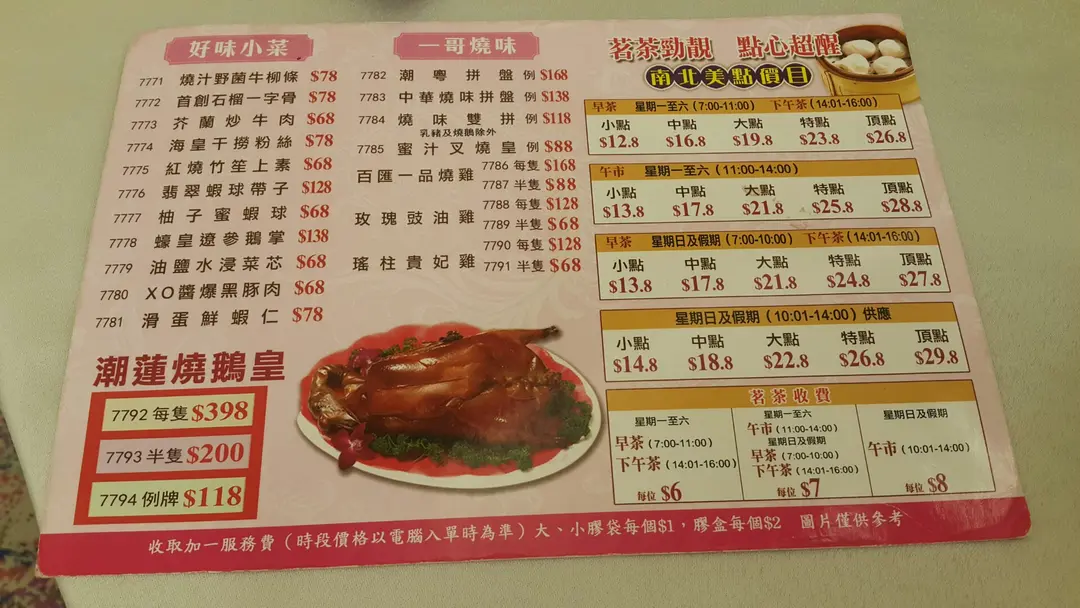 好味小菜
7771 燒汁野菌牛柳條 $78
7772 首創石榴一字骨 $78
7773 芥蘭炒牛肉 $68
7774 海皇干撈粉絲 $78
7775 紅燒竹笙上素 $68
7776 翡翠蝦球帶子 $128
7777 柚子蜜蝦球 $68
7778 蠔皇遼參鵝掌 $138
7779 油鹽水浸菜芯 $68
7780 XO醬爆黑豚肉 $68
7781 滑蛋鮮蝦仁 $78
潮蓮燒鵝皇
7792 每隻 $398
7793 半隻 $200
7794 例牌 $118
一哥燒味
7782 潮粵拼盤 例 $168
7783 中華燒味拼盤 例 $138
7784 燒味雙拼 例 $118
乳豬及燒鵝除外
7785 蜜汁叉燒皇 例 $88
百匯一品燒雞 7786 每隻 $168
7787 半隻 $88
玫瑰豉油雞 7788 每隻 $128
7789 半隻 $68
瑤柱貴妃雞 7790 每隻 $128
7791 半隻 $68
茗茶勁靚 點心超醒
南北美點價目
早茶 星期一至六 (7:00-11:00) 下午茶 (14:01-16:00)
小點 中點 大點 特點 頂點
$12.8 $16.8 $19.8 $23.8 $26.8
午市 星期一至六 (11:00-14:00)
小點 中點 大點 特點 頂點
$13.8 $17.8 $21.8 $25.8 $28.8
早茶 星期日及假期 (7:00-10:00) 下午茶 (14:01-16:00)
小點 中點 大點 特點 頂點
$13.8 $17.8 $21.8 $24.8 $27.8
星期日及假期 (10:01-14:00) 供應
小點 中點 大點 特點 頂點
$14.8 $18.8 $22.8 $26.8 $29.8
茗茶收費
星期一至六
早茶 (7:00-11:00)
下午茶 (14:01-16:00)
每位 $6
星期一至六
午市 (11:00-14:00)
星期日及假期
早茶 (7:00-10:00)
下午茶 (14:01-16:00)
每位 $7
星期日及假期
午市 (10:01-14:00)
每位 $8
收取加一服務費 (時段價格以電腦入單時為準) 大、小膠袋每個$1，膠盒每個$2 圖片僅供參考